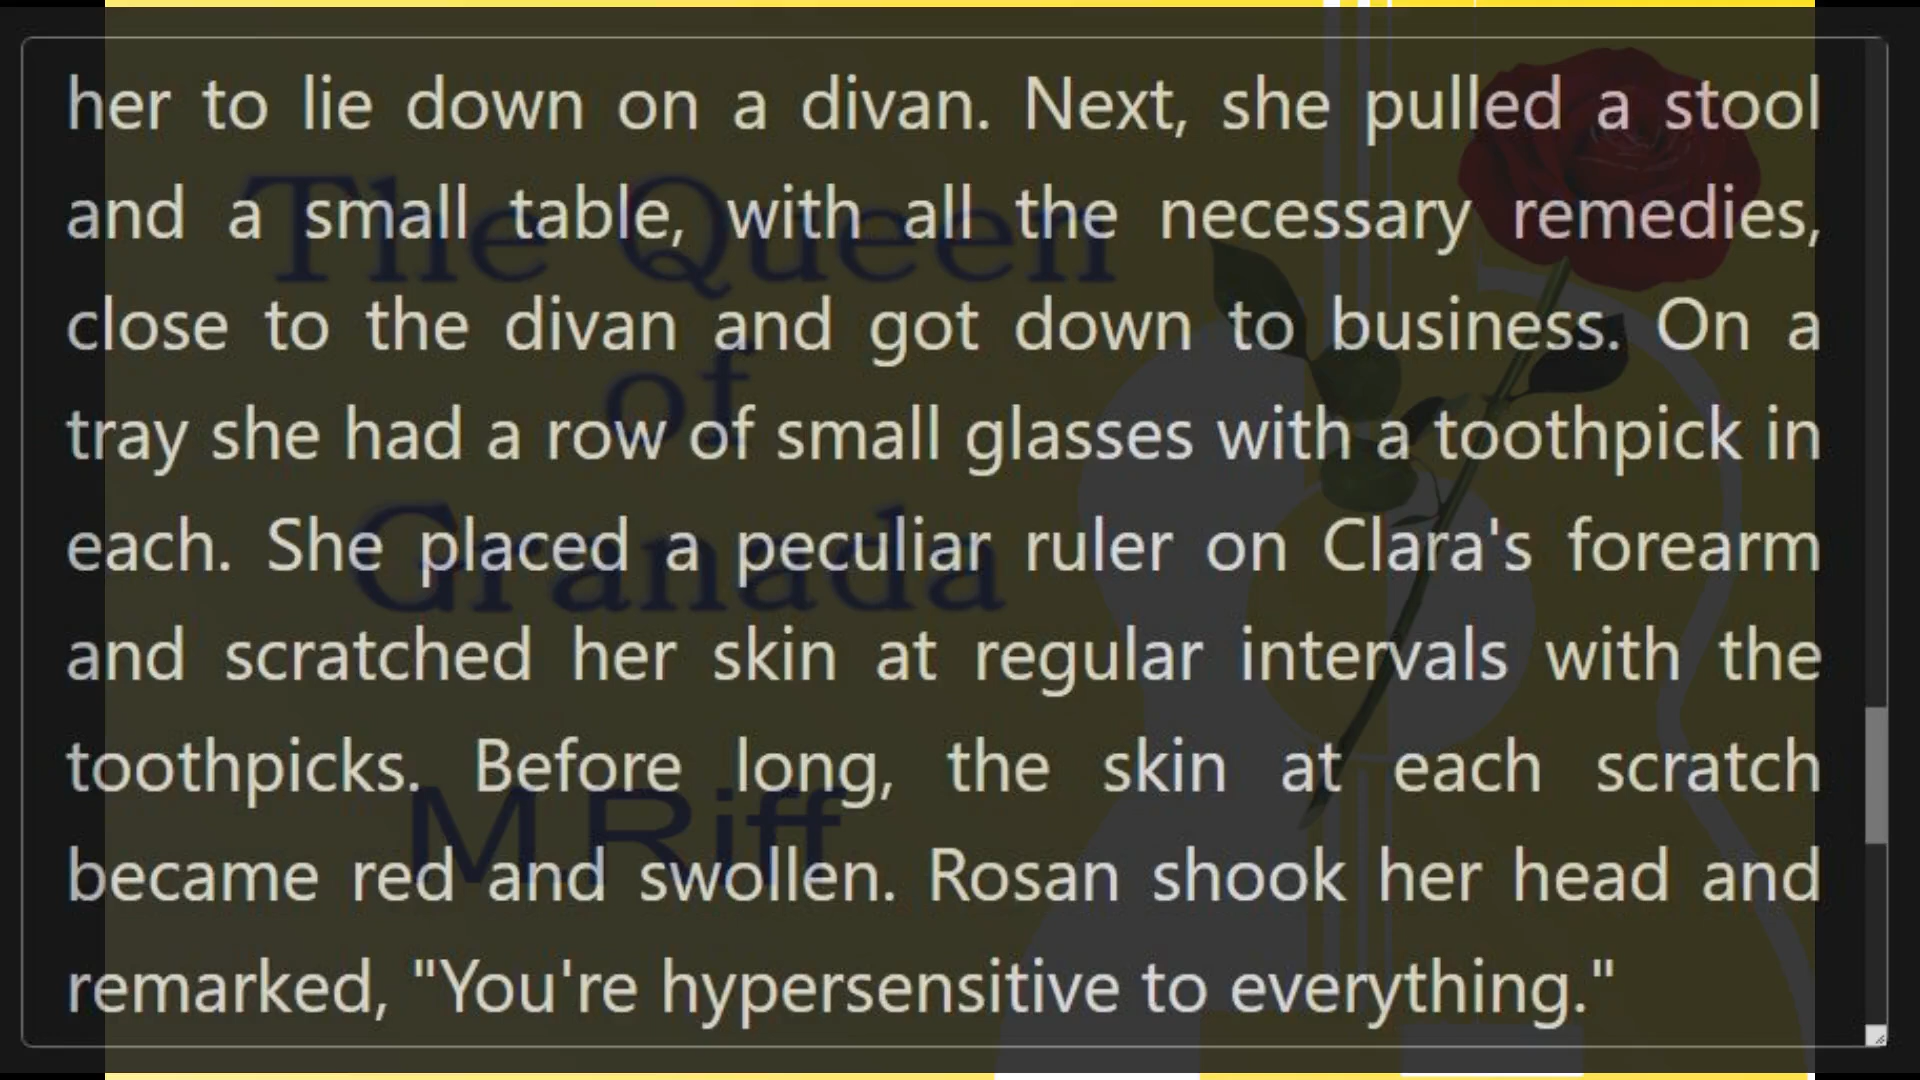 her to lie down on a divan. Next, she pulled a stool
and a small table, with all the necessary remedies,
close to the divan and got down to business. On a
tray she had a row of small glasses with a toothpick in
each. She placed a peculiar ruler on Clara's forearm
and scratched her skin at regular intervals with the
toothpicks. Before long, the skin at each scratch
became red and swollen. Rosan shook her head and
remarked, "You're hypersensitive to everything."
The Queen
of
Granada
M.Riff